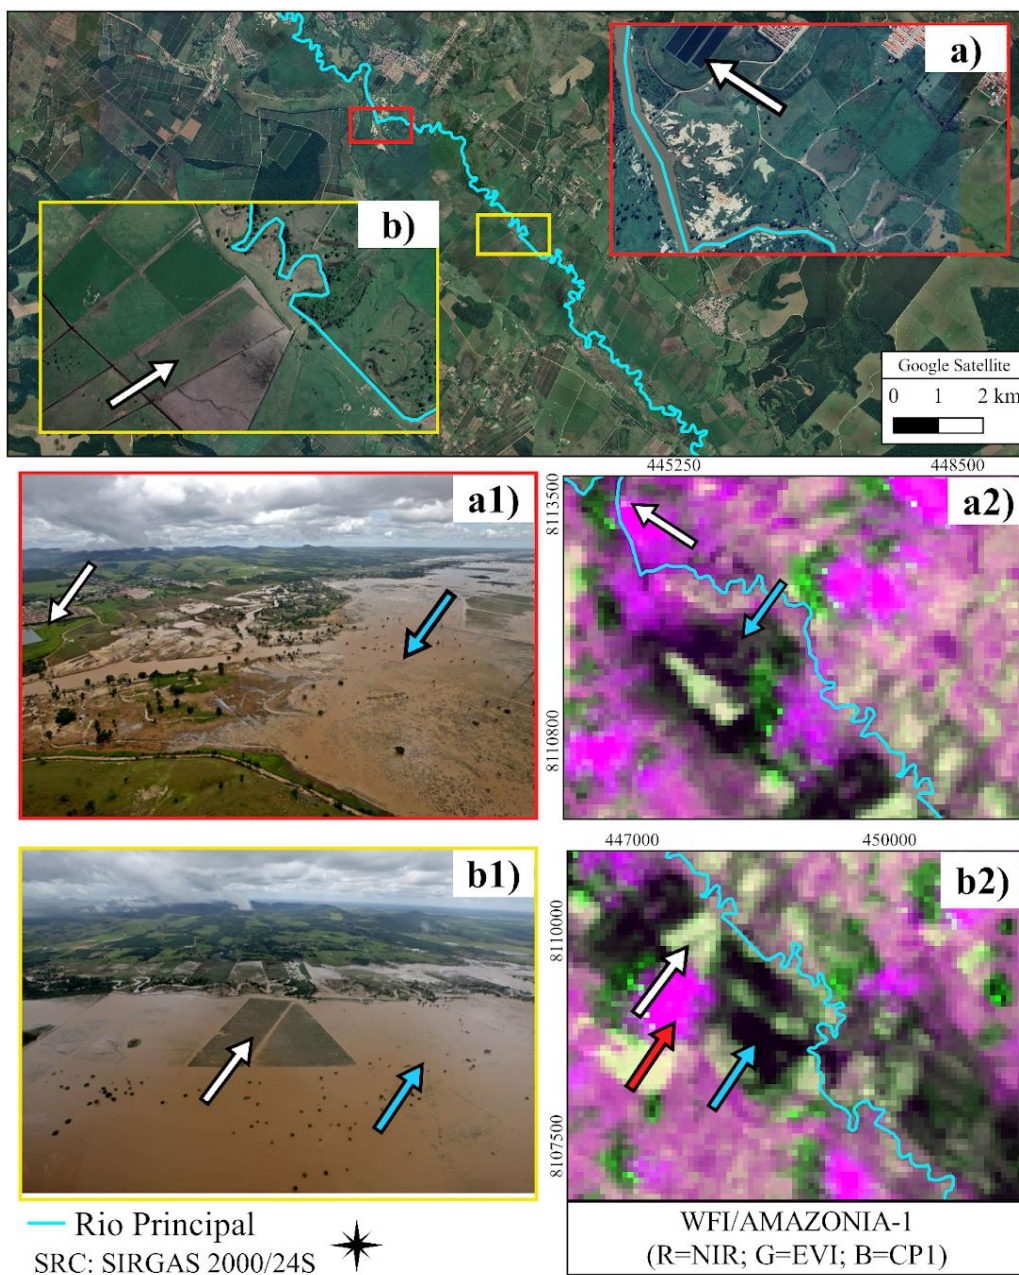 a)
b)
Google Satellite
0 1 2 km
445250 448500
a1)
a2)
8113500
8110800
447000 450000
b1)
b2)
8110000
8107500
Rio Principal
SRC: SIRGAS 2000/24S
WFI/AMAZONIA-1
(R=NIR; G=EVI; B=CP1)